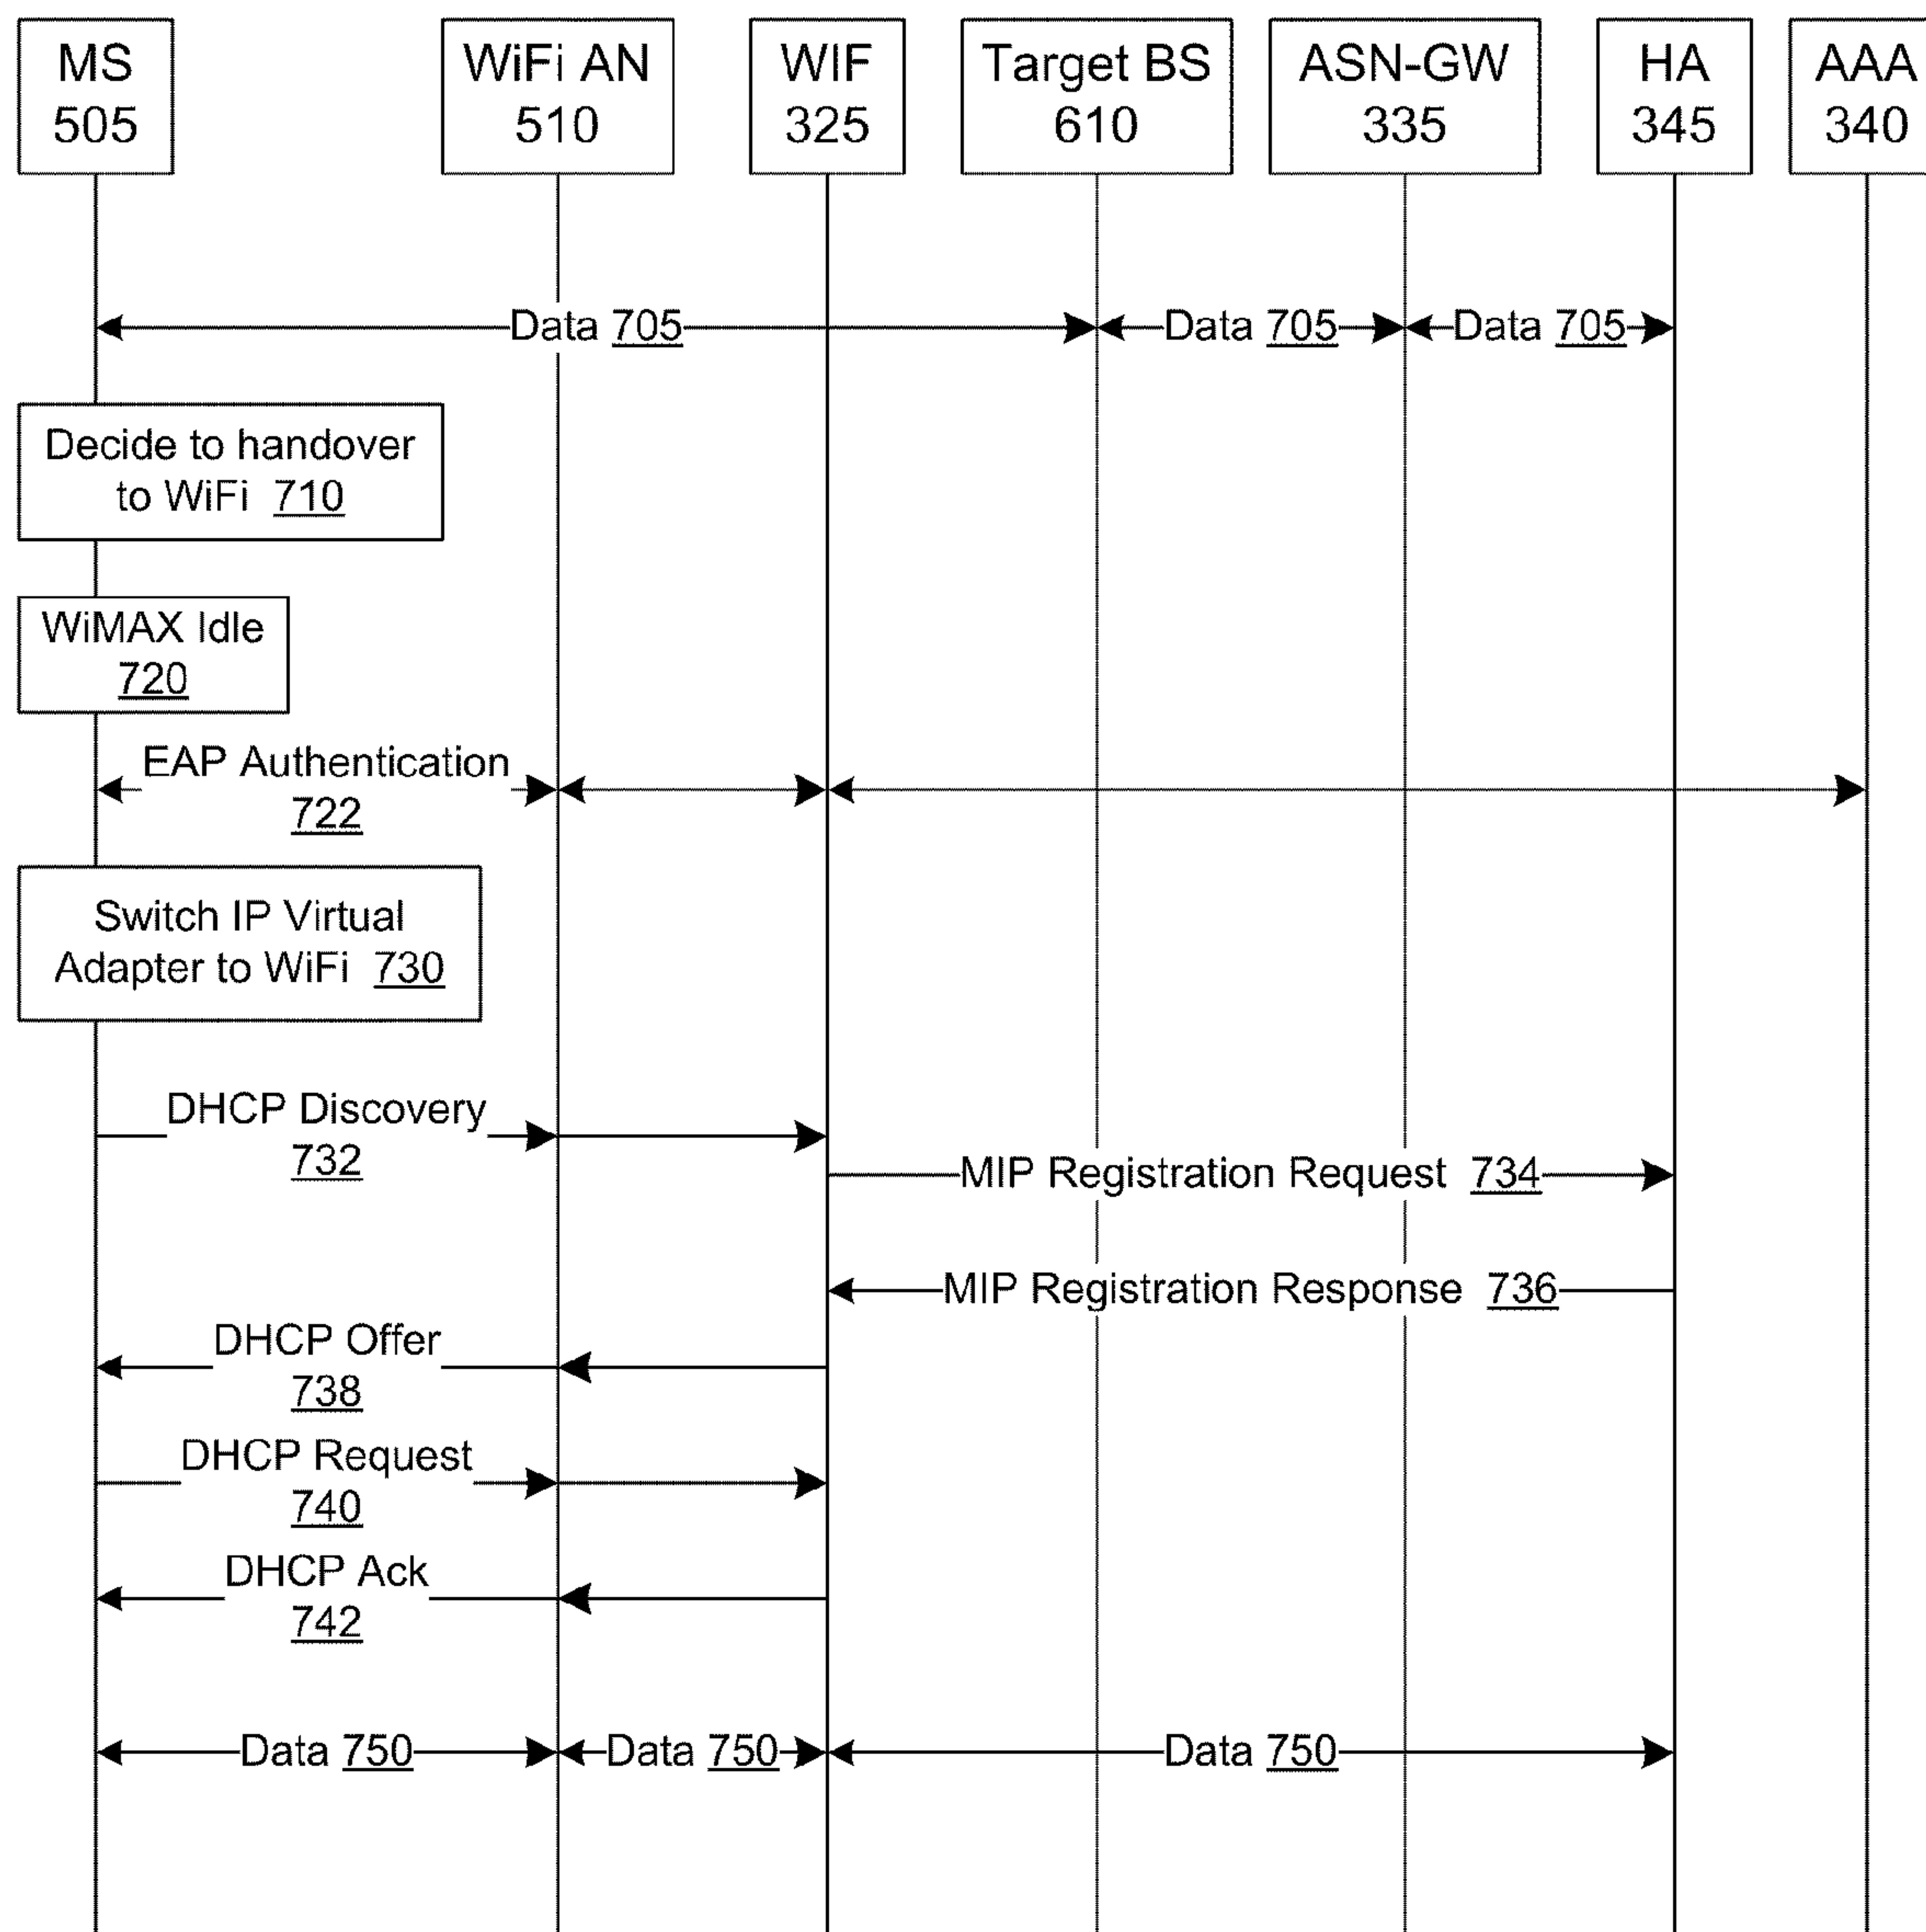 MS
505
WiFi AN
510
WIF
325
Target BS
610
ASN-GW
335
HA
345
AAA
340
Data 705
Data 705
Data 705
Decide to handover
to WiFi 710
WiMAX Idle
720
EAP Authentication
722
Switch IP Virtual
Adapter to WiFi 730
DHCP Discovery
732
MIP Registration Request 734
MIP Registration Response 736
DHCP Offer
738
DHCP Request
740
DHCP Ack
742
Data 750
Data 750
Data 750